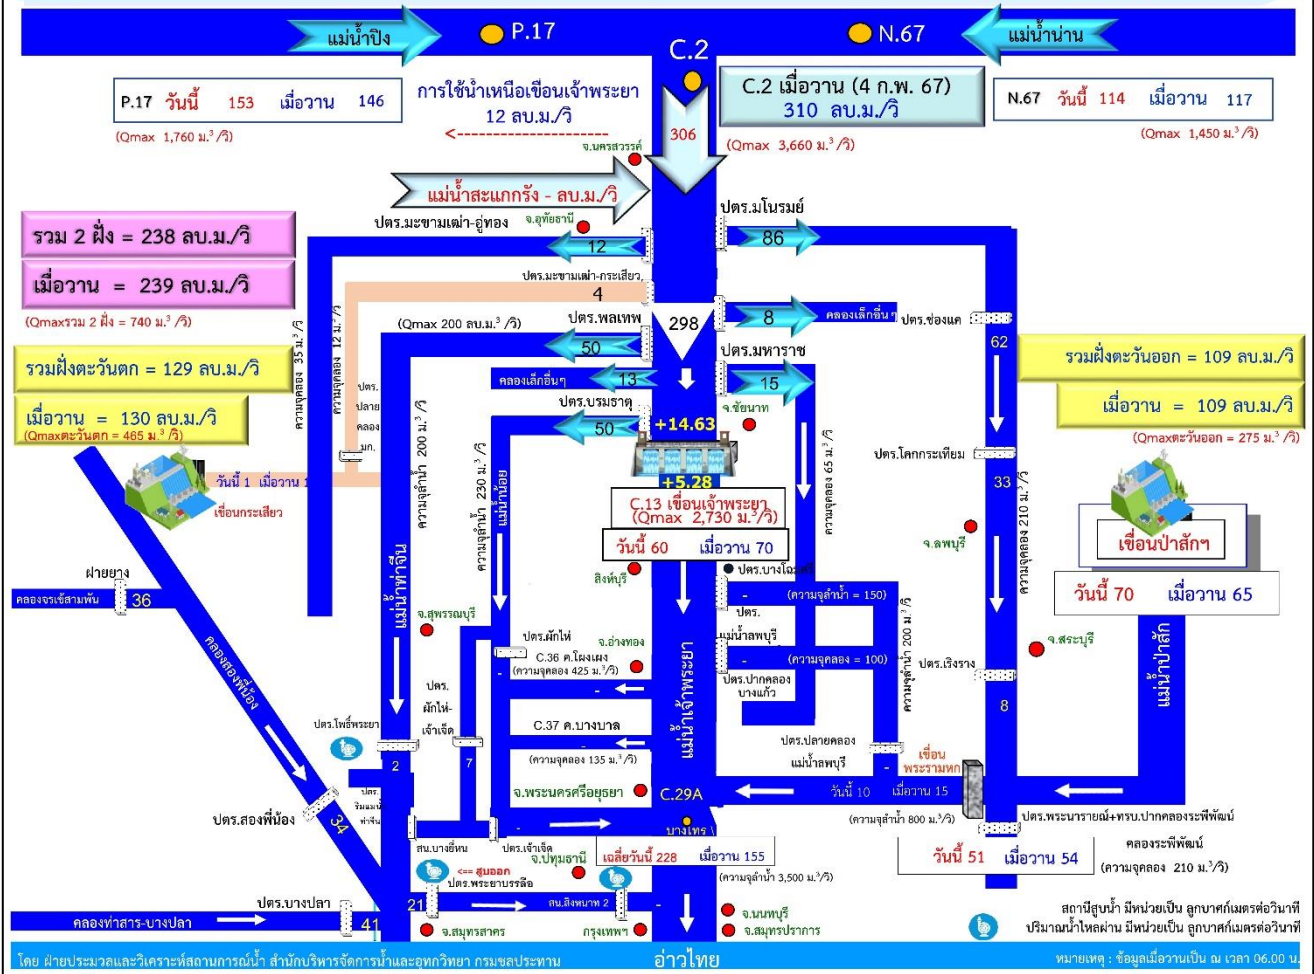 แม่น้ำปิง
P.17
C.2
N.67
แม่น้ำน่าน
P.17 วันนี้ 153 เมื่อวาน 146
(Qmax 1,760 ม.³/วิ)
การใช้น้ำเหนือเขื่อนเจ้าพระยา
12 ลบ.ม./วิ
จ.นครสวรรค์
306
C.2 เมื่อวาน (4 ก.พ. 67)
310 ลบ.ม./วิ
(Qmax 3,660 ม.³/วิ)
N.67 วันนี้ 114 เมื่อวาน 117
(Qmax 1,450 ม.³/วิ)
แม่น้ำสะแกกรัง - ลบ.ม./วิ
รวม 2 ฝั่ง = 238 ลบ.ม./วิ
เมื่อวาน = 239 ลบ.ม./วิ
(Qmaxรวม 2 ฝั่ง = 740 ม.³/วิ)
ปตร.มะขามเฒ่า-อู่ทอง
จ.อุทัยธานี
12
ปตร.มโนรมย์
86
ปตร.มะขามเฒ่า-กระเสียว
4
(Qmax 200 ลบ.ม.³/วิ)
ปตร.พลเทพ
50
298
8
คลองเล็กอื่นๆ
ปตร.ช่องแค
62
ความจุคลอง 35 ม.³/วิ
ความจุคลอง 12 ม.³/วิ
รวมฝั่งตะวันตก = 129 ลบ.ม./วิ
เมื่อวาน = 130 ลบ.ม./วิ
(Qmaxตะวันตก = 465 ม.³/วิ)
ปตร.
ปลาย
คลอง
มก.
คลองเล็กอื่นๆ
13
ปตร.มหาราช
15
รวมฝั่งตะวันออก = 109 ลบ.ม./วิ
เมื่อวาน = 109 ลบ.ม./วิ
(Qmaxตะวันออก = 275 ม.³/วิ)
ปตร.บรมธาตุ
50
+14.63
จ.ชัยนาท
+5.28
ปตร.โคกกระเทียม
33
วันนี้ 1 เมื่อวาน 1
เขื่อนกระเสียว
ความจุลำน้ำ 200 ม.³/วิ
ความจุลำน้ำ 230 ม.³/วิ
แม่น้ำน้อย
C.13 เขื่อนเจ้าพระยา
(Qmax 2,730 ม.³/วิ)
วันนี้ 60 เมื่อวาน 70
ความจุคลอง 65 ม.³/วิ
ความจุคลอง 210 ม.³/วิ
จ.ลพบุรี
เขื่อนป่าสักฯ
วันนี้ 70 เมื่อวาน 65
ฝายยาง
คลองจรเข้สามพัน
36
แม่น้ำท่าจีน
สิงห์บุรี
ปตร.บางโฉมศรี
-
(ความจุลำน้ำ = 150)
ความจุลำน้ำ 200 ม.³/วิ
จ.สุพรรณบุรี
คลองสองพี่น้อง
ปตร.ผักไห่
-
จ.อ่างทอง
C.36 ค.โผงเผง
(ความจุคลอง 425 ม.³/วิ)
-
แม่น้ำเจ้าพระยา
ปตร.
แม่น้ำลพบุรี
-
(ความจุคลอง = 100)
ปตร.ปากคลอง
บางแก้ว
จ.สระบุรี
แม่น้ำป่าสัก
ปตร.เริงราง
8
ปตร.
ผักไห่-
เจ้าเจ็ด
7
C.37 ค.บางบาล
-
(ความจุคลอง 135 ม.³/วิ)
ปตร.โพธิ์พระยา
2
ปตร.ปลายคลอง
แม่น้ำลพบุรี
-
เขื่อน
พระรามหก
ปตร.
ริมแม่น้ำ
ท่าจีน
จ.พระนครศรีอยุธยา
C.29A
วันนี้ 10 เมื่อวาน 15
(ความจุลำน้ำ 800 ม.³/วิ)
ปตร.สองพี่น้อง
34
-
บางไทร
ปตร.พระนารายณ์+ทรบ.ปากคลองระพีพัฒน์
สน.บางยี่หน
ปตร.เจ้าเจ็ด
เฉลี่ยวันนี้ 228 เมื่อวาน 155
(ความจุลำน้ำ 3,500 ม.³/วิ)
วันนี้ 51 เมื่อวาน 54
คลองระพีพัฒน์
(ความจุคลอง 210 ม.³/วิ)
จ.ปทุมธานี
<== สูบออก
ปตร.พระยาบรรลือ
21
สน.สิงหนาท 2
-
ปตร.บางปลา
คลองท่าสาร-บางปลา
41
จ.สมุทรสาคร
กรุงเทพฯ
จ.นนทบุรี
จ.สมุทรปราการ
สถานีสูบน้ำ มีหน่วยเป็น ลูกบาศก์เมตรต่อวินาที
ปริมาณน้ำไหลผ่าน มีหน่วยเป็น ลูกบาศก์เมตรต่อวินาที
โดย ฝ่ายประมวลและวิเคราะห์สถานการณ์น้ำ สำนักบริหารจัดการน้ำและอุทกวิทยา กรมชลประทาน
อ่าวไทย
หมายเหตุ : ข้อมูลเมื่อวานเป็น ณ เวลา 06.00 น.